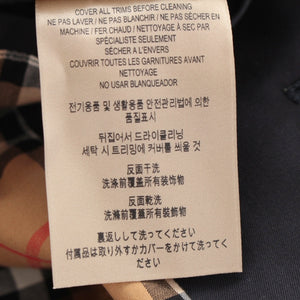 COVER ALL TRIMS BEFORE CLEANING
NE PAS LAVER / NE PAS BLANCHIR / NE PAS SÉCHER EN
MACHINE / FER CHAUD / NETTOYAGE A SEC PAR
SPÉCIALISTE SEULEMENT
SÉCHER A L'ENVERS
COUVRIR TOUTES LES GARNITURES AVANT
NETTOYAGE
NO USAR BLANQUEADOR
전기용품 및 생활용품 안전관리법에 의한
품질표시
뒤집어서 드라이클리닝
세탁 시 트리밍에 커버를 씌울 것.
反面干洗
洗涤前覆盖所有装饰物
反面乾洗
洗滌前覆蓋所有裝飾物
裏返しして洗ってください
付属品は取り外すかカバーをかけて洗ってくだ
さい